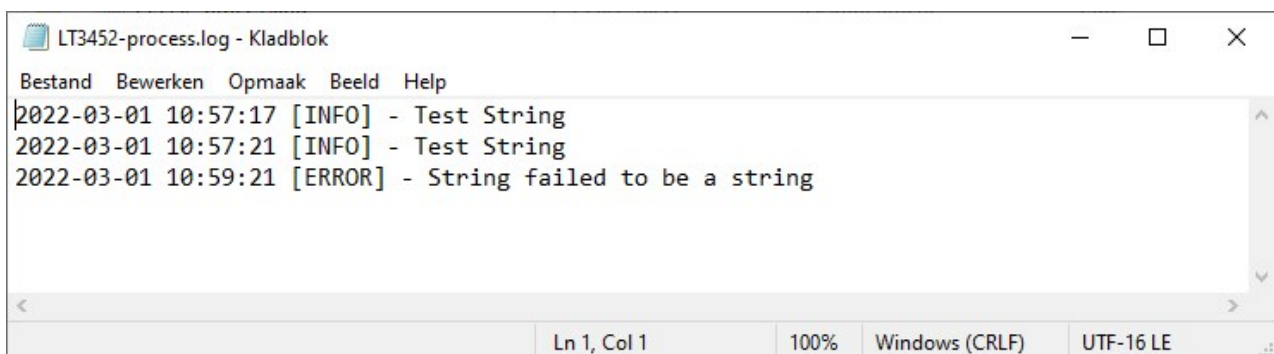 LT3452-process.log - Kladblok
Bestand Bewerken Opmaak Beeld Help
2022-03-01 10:57:17 [INFO] - Test String
2022-03-01 10:57:21 [INFO] - Test String
2022-03-01 10:59:21 [ERROR] - String failed to be a string
Ln 1, Col 1 100% Windows (CRLF) UTF-16 LE